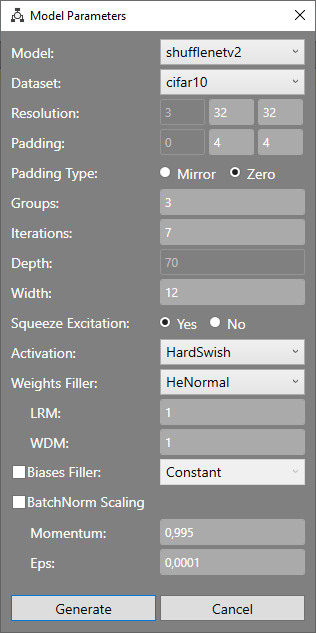 Model Parameters
Model: shufflenetv2
Dataset: cifar10
Resolution: 3 32 32
Padding: 0 4 4
Padding Type: Mirror Zero
Groups: 3
Iterations: 7
Depth: 70
Width: 12
Squeeze Excitation: Yes No
Activation: HardSwish
Weights Filler: HeNormal
LRM: 1
WDM: 1
Biases Filler: Constant
BatchNorm Scaling
Momentum: 0,995
Eps: 0,0001
Generate Cancel